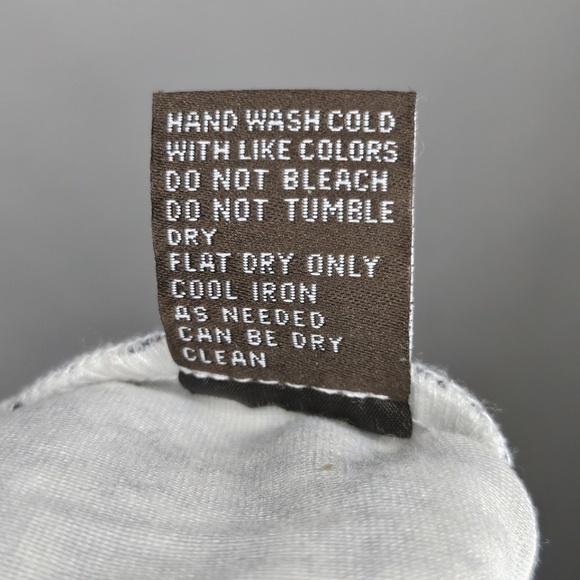 HAND WASH COLD
WITH LIKE COLORS
DO NOT BLEACH
DO NOT TUMBLE
DRY
FLAT DRY ONLY
COOL IRON
AS NEEDED
CAN BE DRY
CLEAN